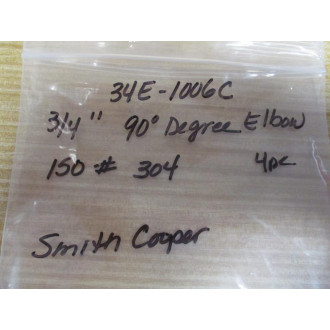 34E-1006C
3/4" 90° Degree Elbow
150 # 304 4pc
Smith Cooper